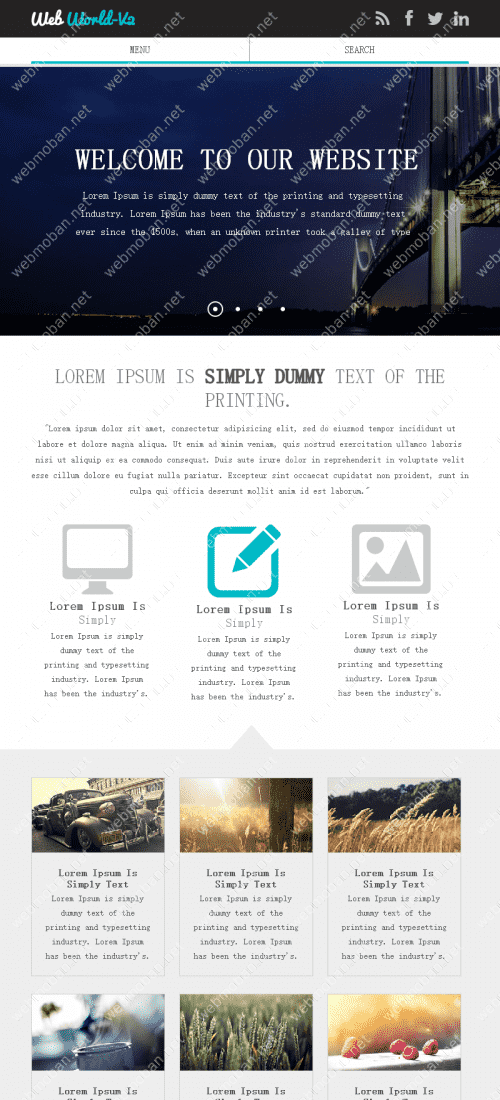 Web World-V2
MENU
SEARCH
WELCOME TO OUR WEBSITE
Lorem Ipsum is simply dummy text of the printing and typesetting
industry. Lorem Ipsum has been the industry's standard dummy text
ever since the 1500s, when an unknown printer took a galley of type
LOREM IPSUM IS SIMPLY DUMMY TEXT OF THE
PRINTING.
"Lorem ipsum dolor sit amet, consectetur adipisicing elit, sed do eiusmod tempor incididunt ut
labore et dolore magna aliqua. Ut enim ad minim veniam, quis nostrud exercitation ullamco laboris
nisi ut aliquip ex ea commodo consequat. Duis aute irure dolor in reprehenderit in voluptate velit
esse cillum dolore eu fugiat nulla pariatur. Excepteur sint occaecat cupidatat non proident, sunt in
culpa qui officia deserunt mollit anim id est laborum."
Lorem Ipsum Is
Simply
Lorem Ipsum is simply
dummy text of the
printing and typesetting
industry. Lorem Ipsum
has been the industry's.
Lorem Ipsum Is
Simply
Lorem Ipsum is simply
dummy text of the
printing and typesetting
industry. Lorem Ipsum
has been the industry's.
Lorem Ipsum Is
Simply
Lorem Ipsum is simply
dummy text of the
printing and typesetting
industry. Lorem Ipsum
has been the industry's.
Lorem Ipsum Is
Simply Text
Lorem Ipsum is simply
dummy text of the
printing and typesetting
industry. Lorem Ipsum
has been the industry's.
Lorem Ipsum Is
Simply Text
Lorem Ipsum is simply
dummy text of the
printing and typesetting
industry. Lorem Ipsum
has been the industry's.
Lorem Ipsum Is
Simply Text
Lorem Ipsum is simply
dummy text of the
printing and typesetting
industry. Lorem Ipsum
has been the industry's.
Lorem Ipsum Is
Lorem Ipsum Is
Lorem Ipsum Is
webmoban.net